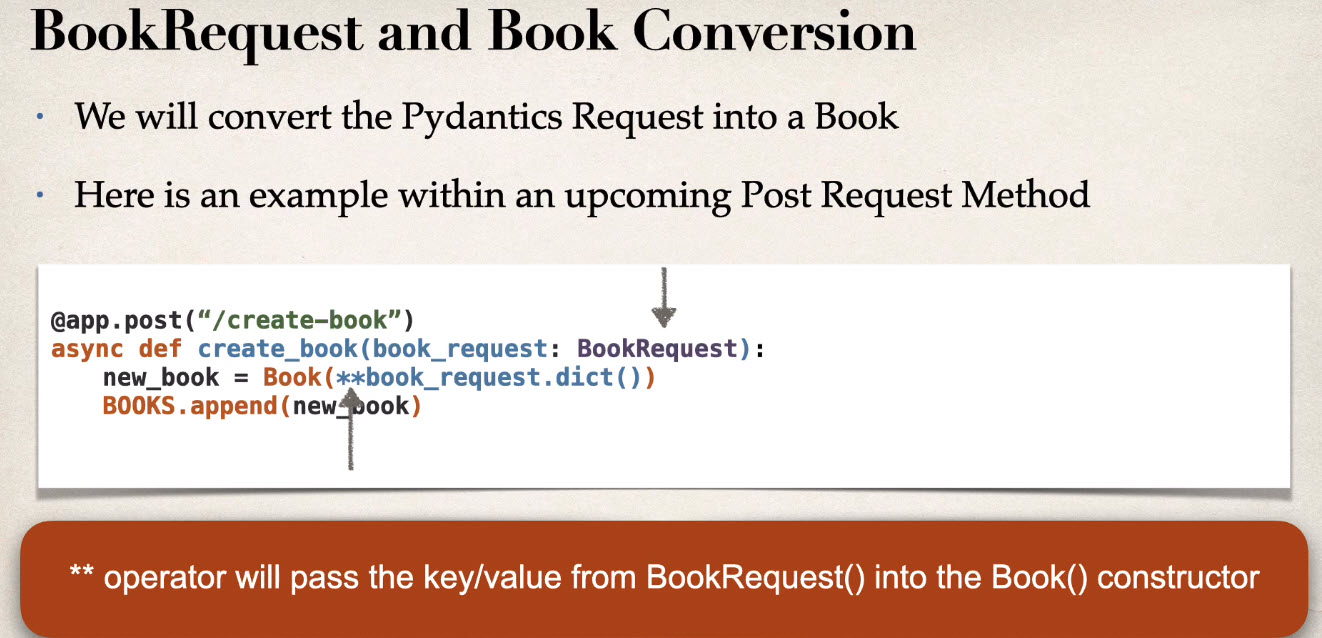 BookRequest and Book Conversion
• We will convert the Pydantics Request into a Book
• Here is an example within an upcoming Post Request Method
@app.post(“/create-book”)
async def create_book(book_request: BookRequest):
    new_book = Book(**book_request.dict())
    BOOKS.append(new_book)
** operator will pass the key/value from BookRequest() into the Book() constructor